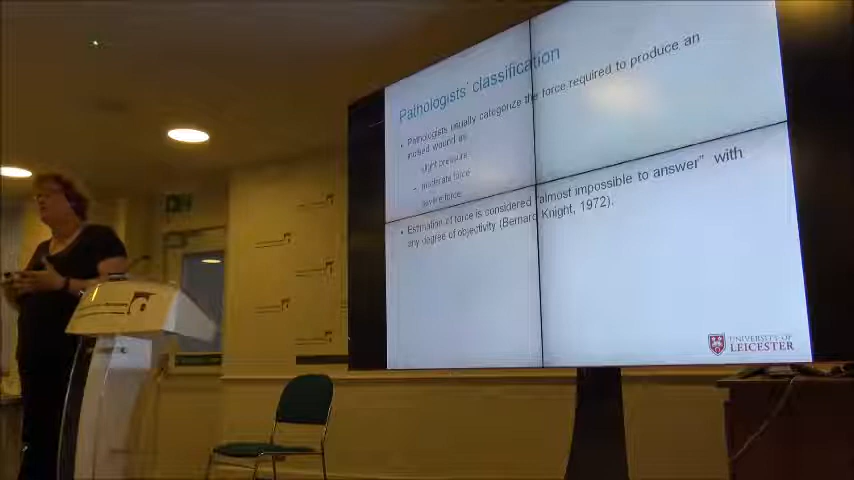 Pathologists' classification
• Pathologists usually categorize the force required to produce an
incised wound as:
– slight pressure
– moderate force
– severe force
• Estimation of force is considered "almost impossible to answer" with
any degree of objectivity (Bernard Knight, 1972).
UNIVERSITY OF
LEICESTER